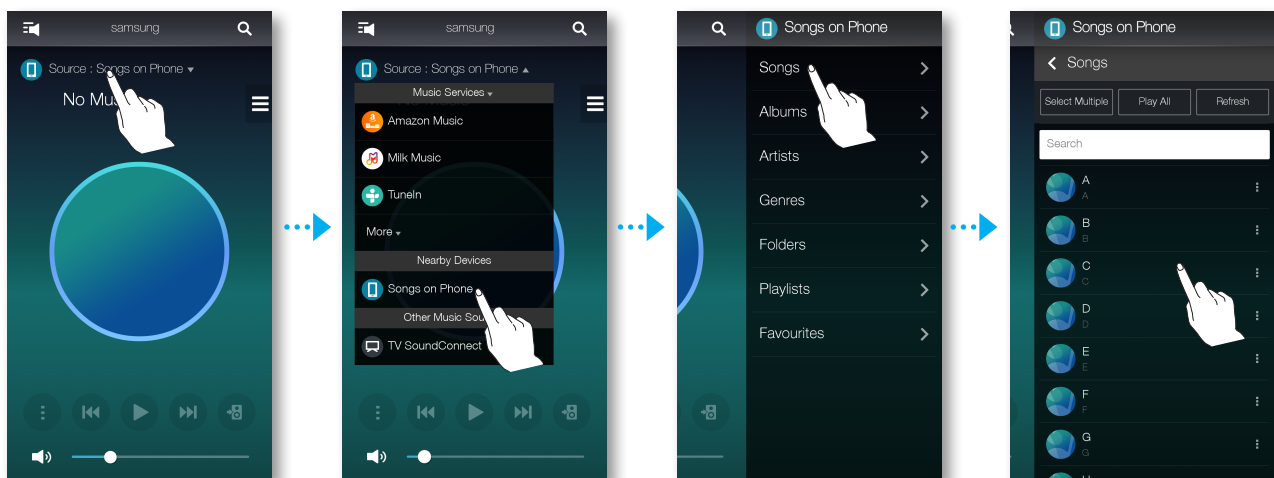 samsung
Source : Songs on Phone
No Mus
samsung
Source : Songs on Phone
Music Services
Amazon Music
Milk Music
TuneIn
More
Nearby Devices
Songs on Phone
Other Music Sou
TV SoundConnect
Songs on Phone
Songs
Albums
Artists
Genres
Folders
Playlists
Favourites
Songs on Phone
Songs
Select Multiple Play All Refresh
Search
A
A
B
B
C
C
D
D
E
E
F
F
G
G